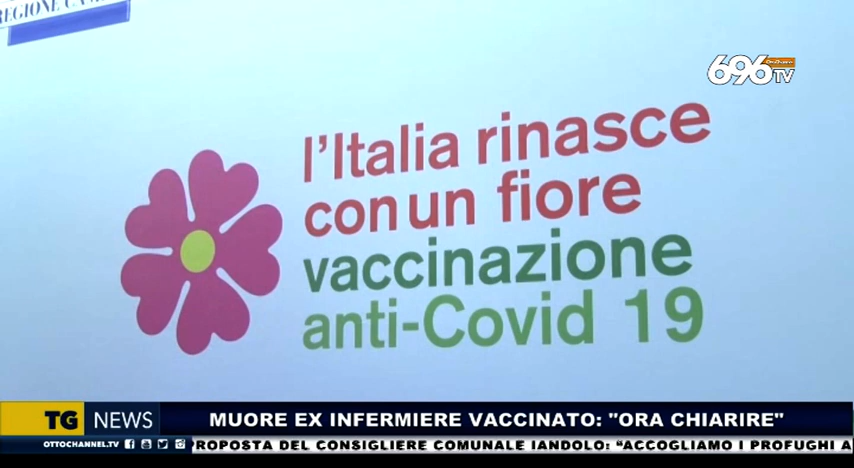 REGIONE
696 TV
l'Italia rinasce
con un fiore
vaccinazione
anti-Covid 19
TG NEWS
MUORE EX INFERMIERE VACCINATO: "ORA CHIARIRE"
OTTOCHANNEL.TV
PROPOSTA DEL CONSIGLIERE COMUNALE IANDOLO: “ACCOGLIAMO I PROFUGHI A